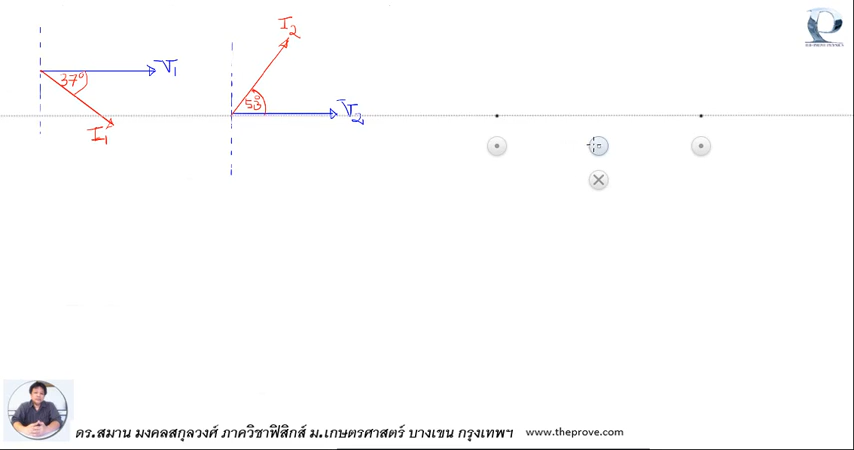 I₂
V₁
37°
53°
I₁
V₂
ดร.สมาน มงคลสกุลวงศ์ ภาควิชาฟิสิกส์ ม.เกษตรศาสตร์ บางเขน กรุงเทพฯ www.theprove.com